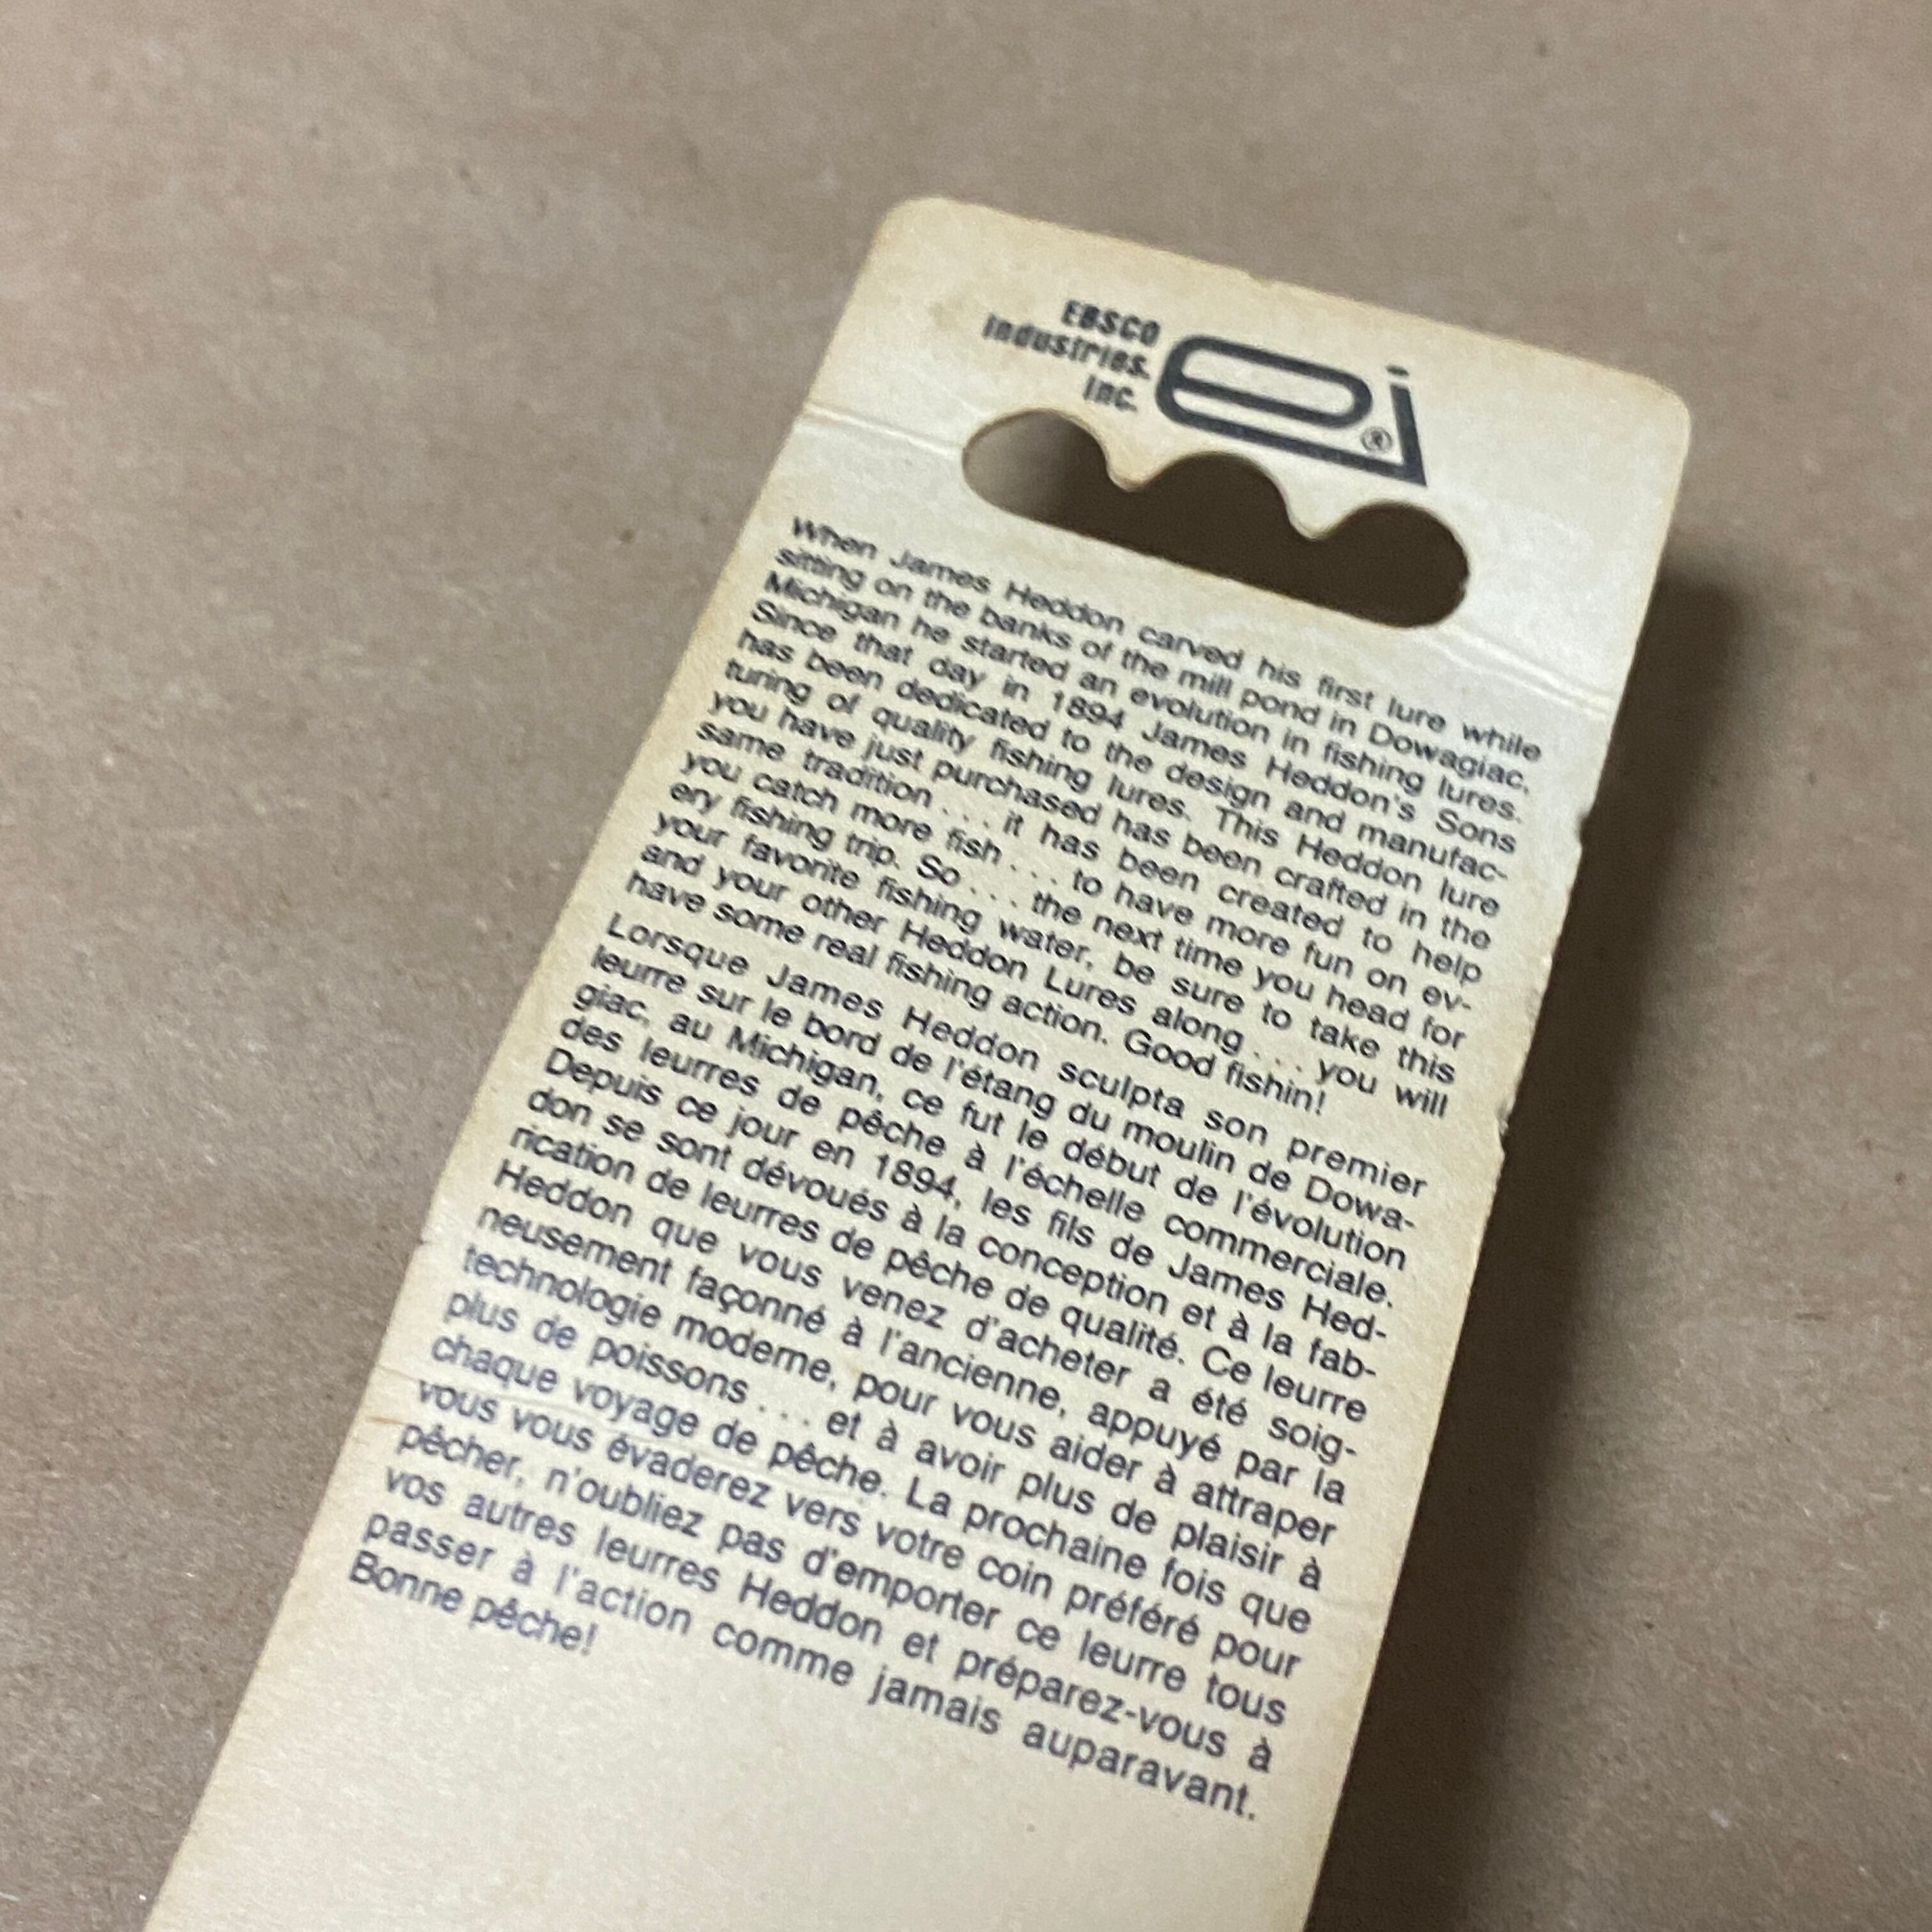 EBSCO
Industries,
Inc.
ei®
When James Heddon carved his first lure while
sitting on the banks of the mill pond in Dowagiac,
Michigan he started an evolution in fishing lures.
Since that day in 1894 James Heddon's Sons
has been dedicated to the design and manufac-
turing of quality fishing lures. This Heddon lure
you have just purchased has been crafted in the
same tradition . . . it has been created to help
you catch more fish . . . to have more fun on ev-
ery fishing trip. So . . . the next time you head for
your favorite fishing water, be sure to take this
and your other Heddon Lures along . . . you will
have some real fishing action. Good fishin!
Lorsque James Heddon sculpta son premier
leurre sur le bord de l'étang du moulin de Dowa-
giac, au Michigan, ce fut le début de l'évolution
des leurres de pêche à l'échelle commerciale.
Depuis ce jour en 1894, les fils de James Hed-
don se sont dévoués à la conception et à la fab-
rication de leurres de pêche de qualité. Ce leurre
Heddon que vous venez d'acheter a été soig-
neusement façonné à l'ancienne, appuyé par la
technologie moderne, pour vous aider à attraper
plus de poissons . . . et à avoir plus de plaisir à
chaque voyage de pêche. La prochaine fois que
vous vous évaderez vers votre coin préféré pour
pêcher, n'oubliez pas d'emporter ce leurre tous
vos autres leurres Heddon et préparez-vous à
passer à l'action comme jamais auparavant.
Bonne pêche!